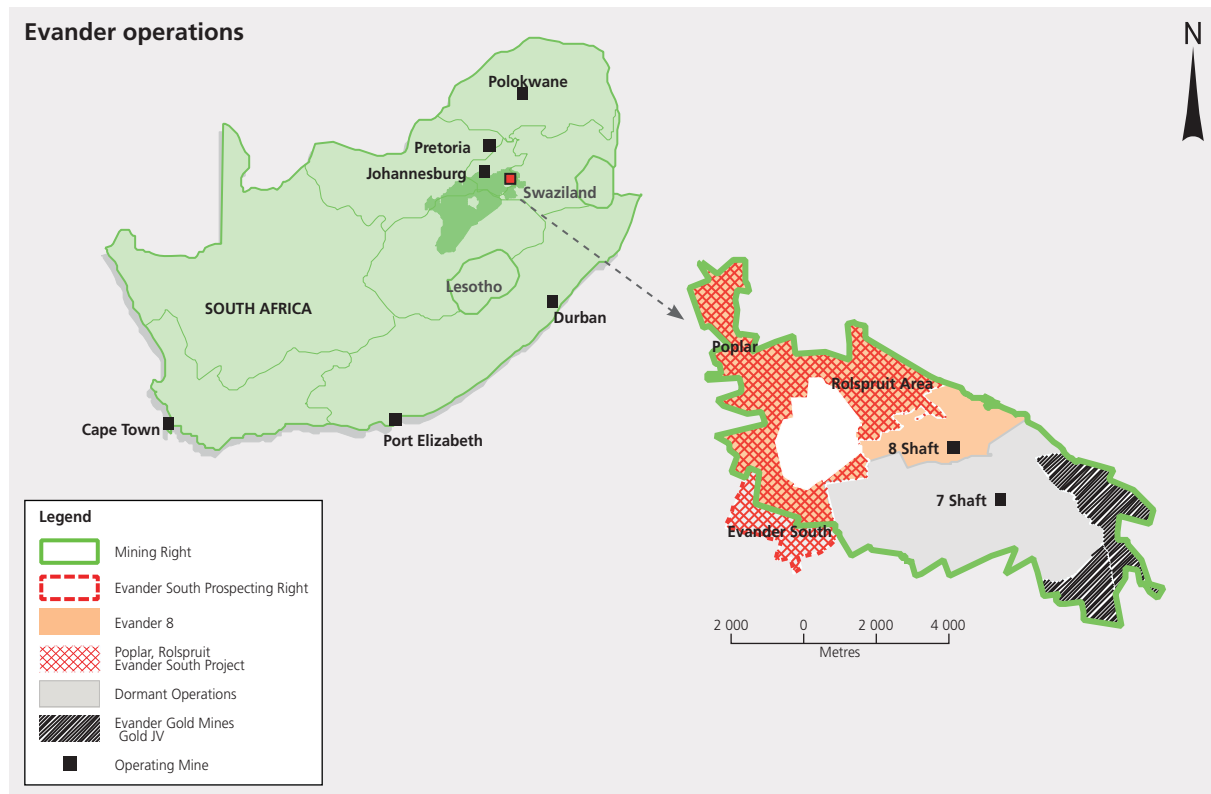 Evander operations
N
Polokwane
Pretoria
Johannesburg
Swaziland
Lesotho
SOUTH AFRICA
Durban
Cape Town
Port Elizabeth
Poplar
Rolspruit Area
8 Shaft
7 Shaft
Evander South
2 000 0 2 000 4 000
Metres
Legend
Mining Right
Evander South Prospecting Right
Evander 8
Poplar, Rolspruit
Evander South Project
Dormant Operations
Evander Gold Mines
Gold JV
Operating Mine